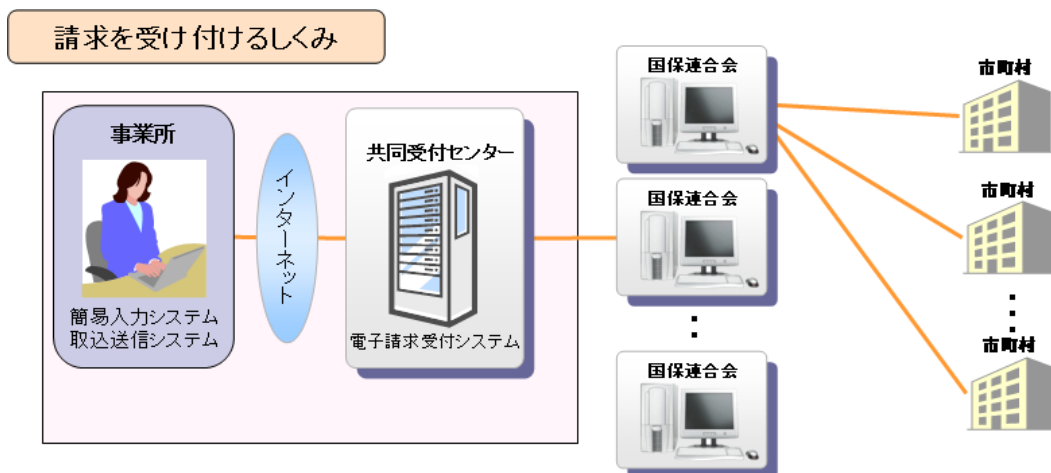 請求を受け付けるしくみ
事業所
簡易入力システム
取込送信システム
インターネット
共同受付センター
電子請求受付システム
国保連合会
国保連合会
国保連合会
市町村
市町村
市町村